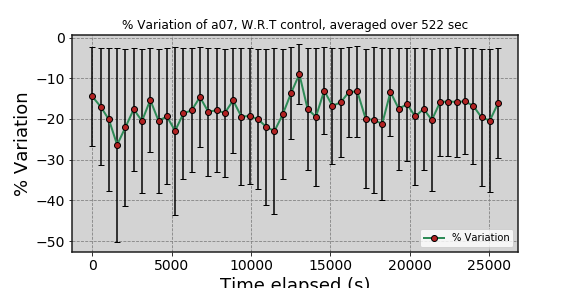 % Variation of a07, W.R.T control, averaged over 522 sec
% Variation
0
−10
−20
−30
−40
−50
% Variation
0 5000 10000 15000 20000 25000
Time elapsed (s)